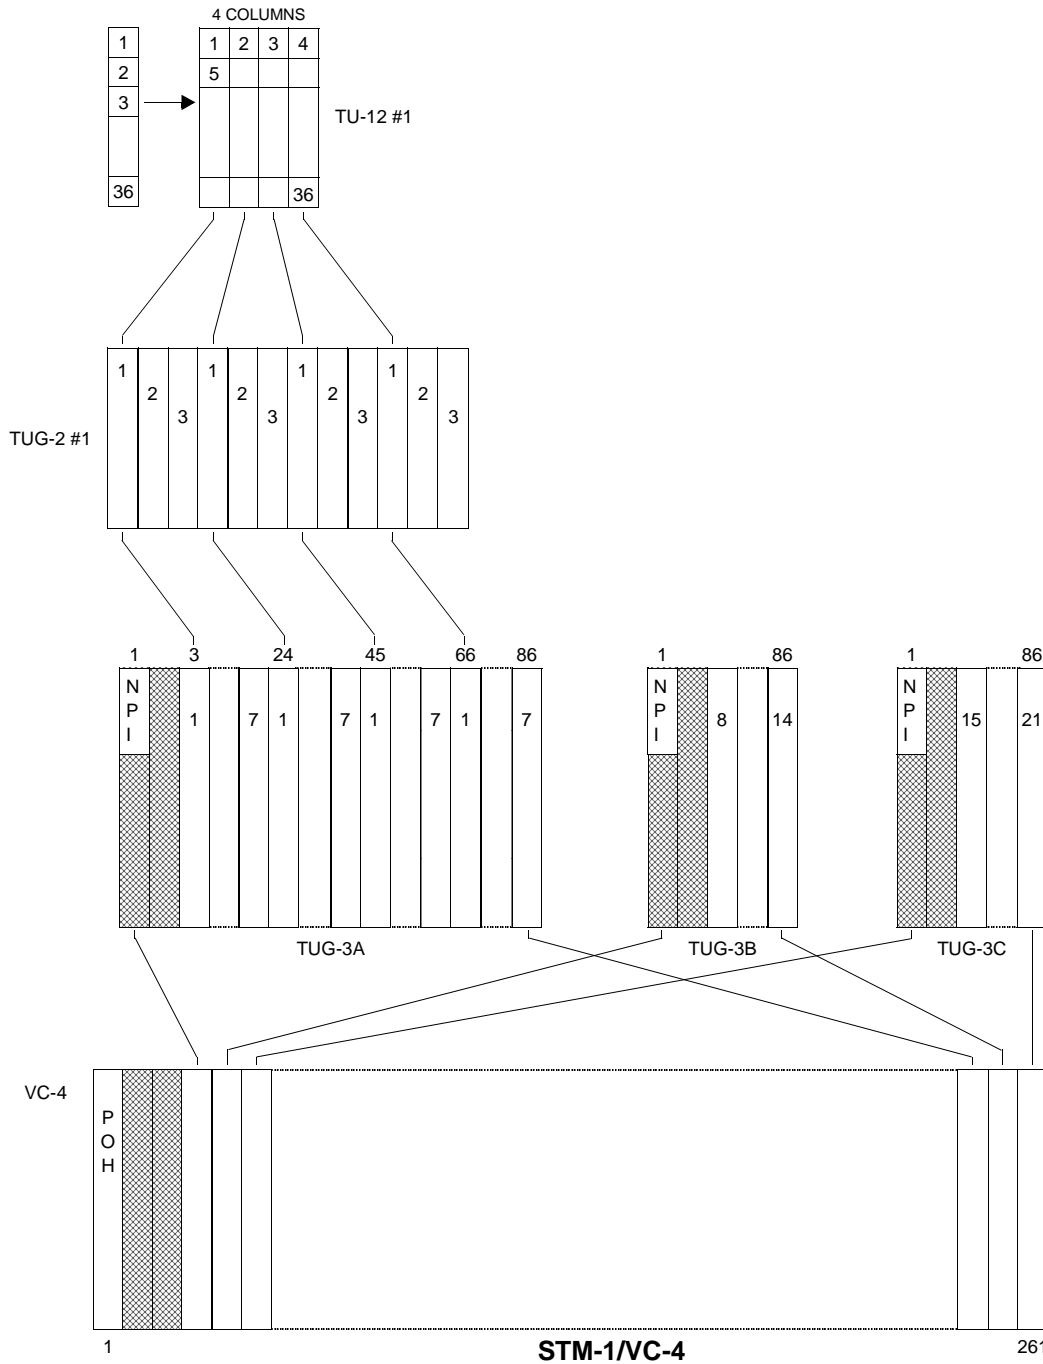 4 COLUMNS
1 1 2 3 4
2 5
3
TU-12 #1
36 36
1 1 1 1
2 2 2 2
3 3 3 3
TUG-2 #1
1 3 24 45 66 86 1 86 1 86
N N N
P 1 7 1 7 1 7 1 7 P 8 14 P 15 21
I I I
TUG-3A TUG-3B TUG-3C
VC-4
P
O
H
1 STM-1/VC-4 261